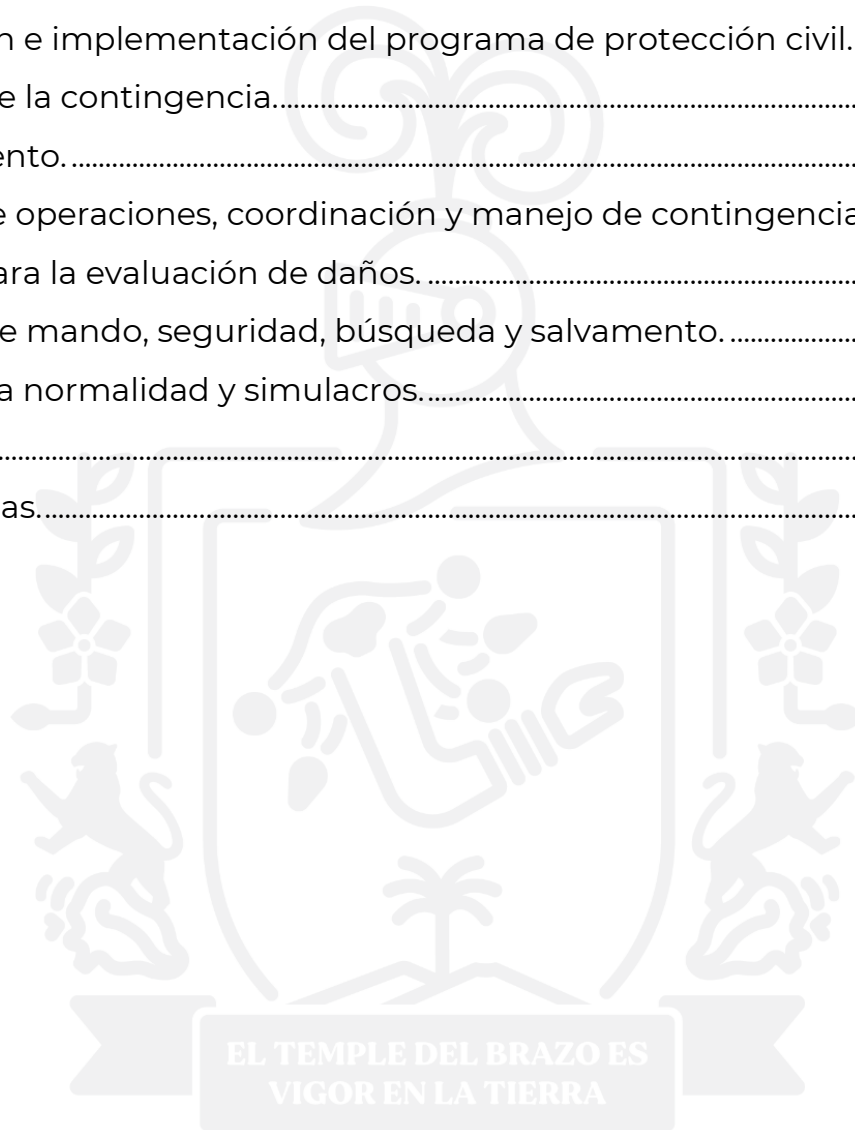 n e implementación del programa de protección civil.
e la contingencia.
ento.
e operaciones, coordinación y manejo de contingencia
ara la evaluación de daños.
e mando, seguridad, búsqueda y salvamento.
a normalidad y simulacros.
as.
EL TEMPLE DEL BRAZO ES
VIGOR EN LA TIERRA